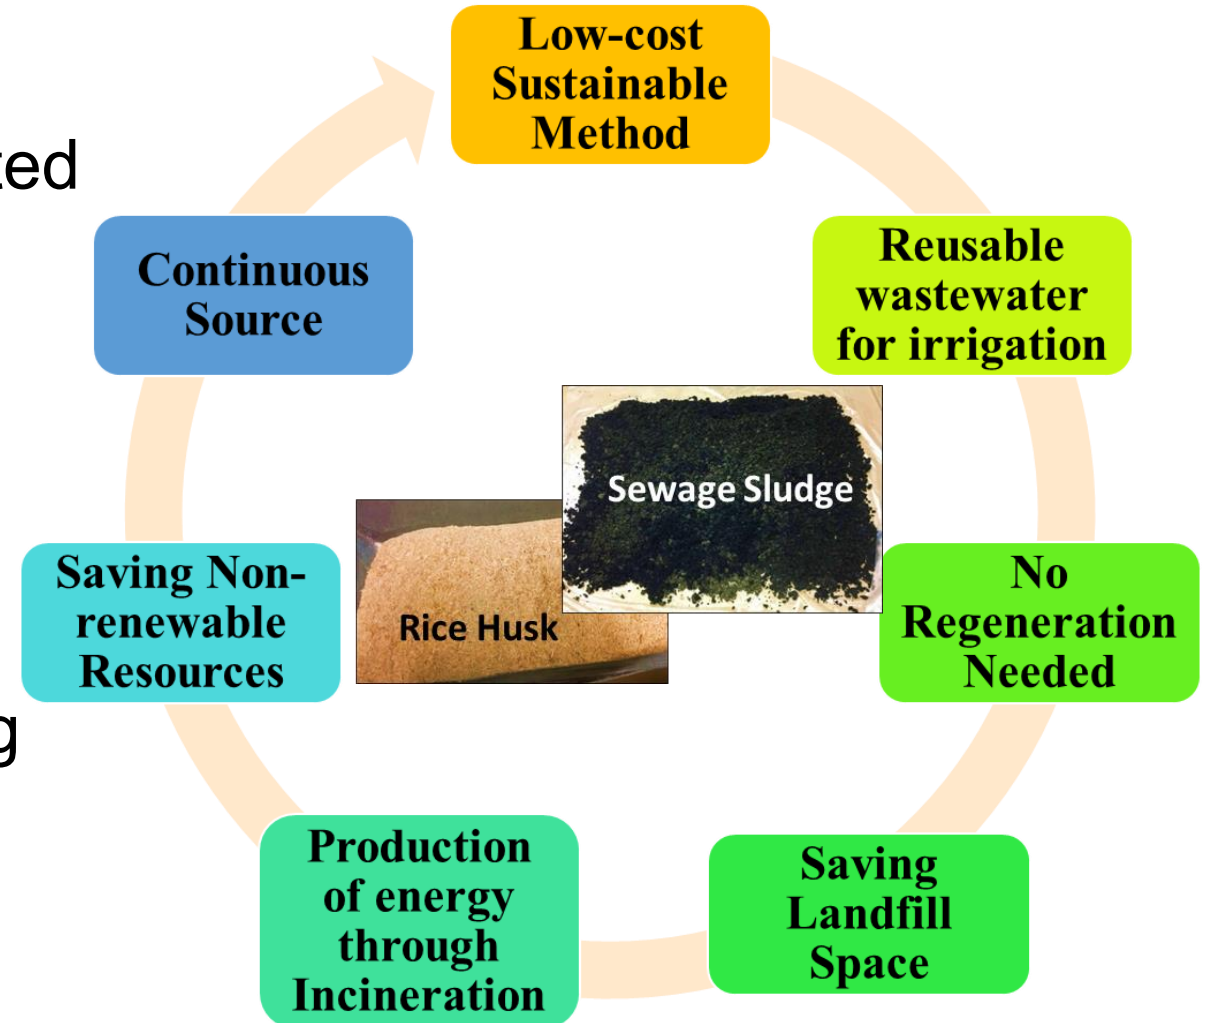 Low-cost
Sustainable
Method
Reusable
wastewater
for irrigation
No
Regeneration
Needed
Saving
Landfill
Space
Production
of energy
through
Incineration
Saving Non-
renewable
Resources
Continuous
Source
Sewage Sludge
Rice Husk